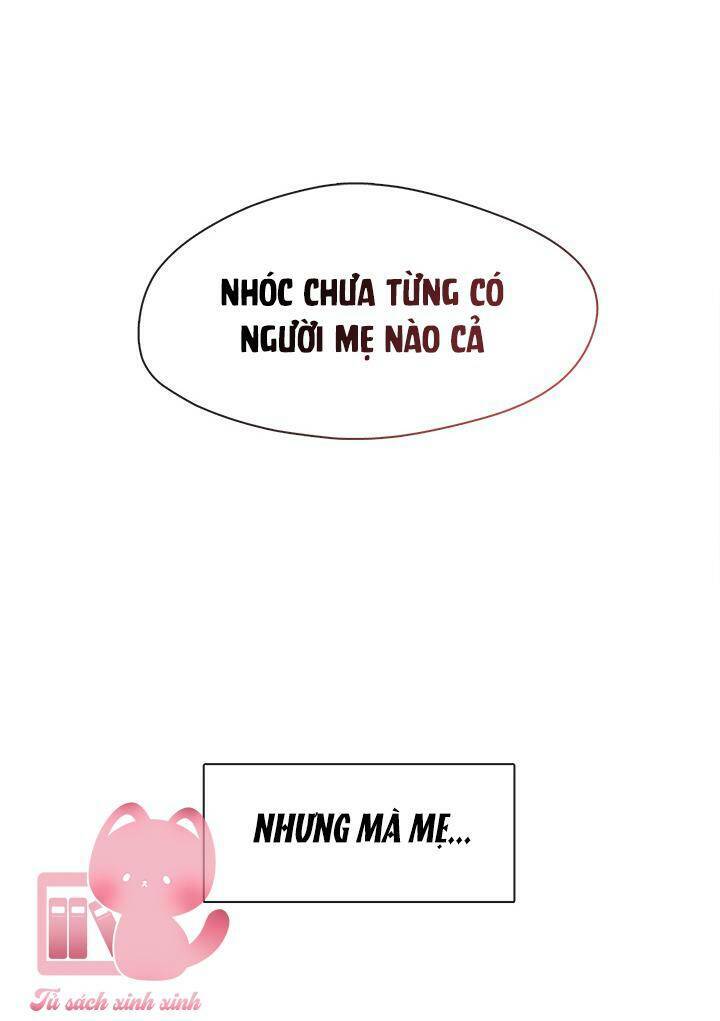 NHÓC CHƯA TỪNG CÓ
NGƯỜI MẸ NÀO CẢ
NHƯNG MÀ MẸ...
Tủ sách xinh xinh